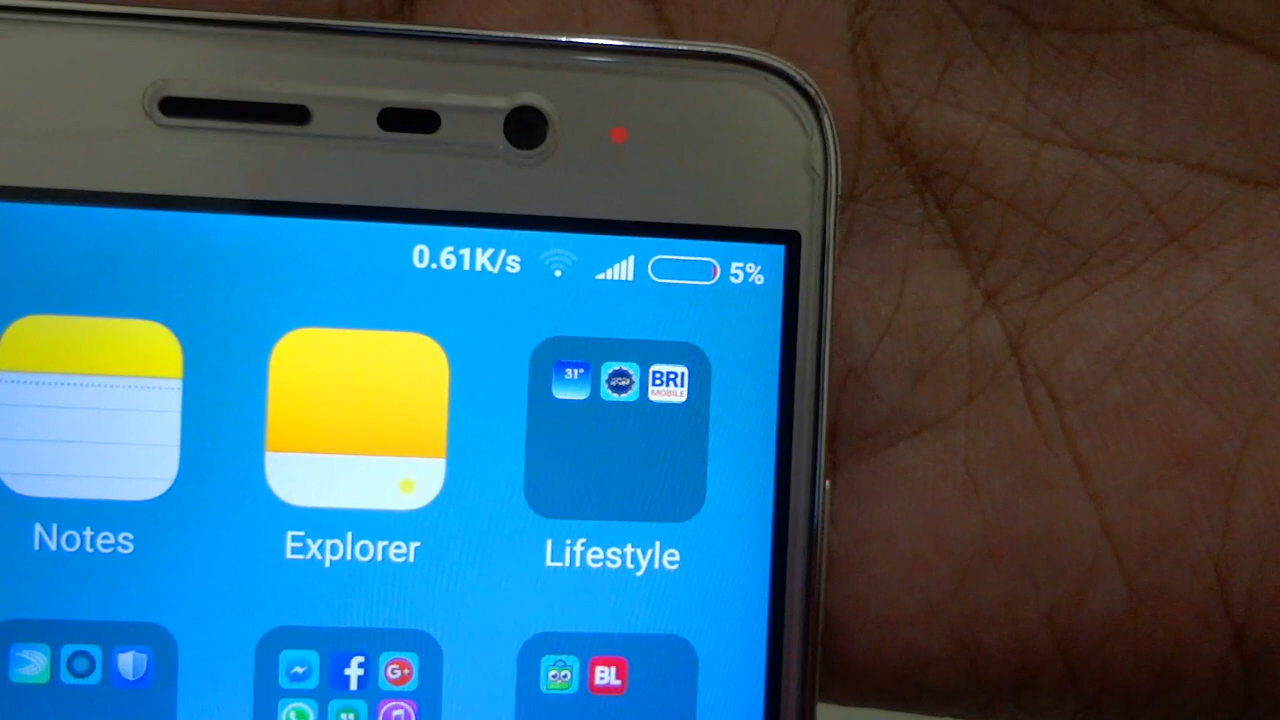 0.61K/s 5%
31°
BRI
MOBILE
Notes Explorer Lifestyle
f G+
BL